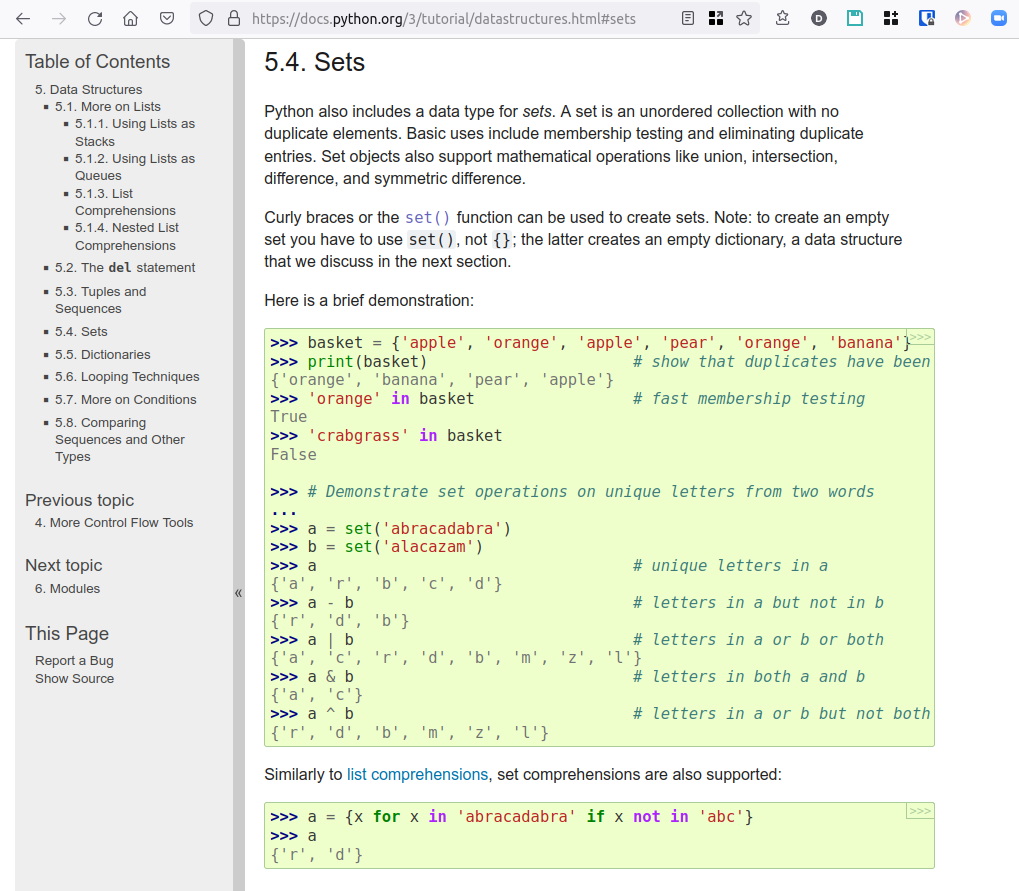 https://docs.python.org/3/tutorial/datastructures.html#sets
D
Table of Contents
5. Data Structures
5.1. More on Lists
5.1.1. Using Lists as
Stacks
5.1.2. Using Lists as
Queues
5.1.3. List
Comprehensions
5.1.4. Nested List
Comprehensions
5.2. The del statement
5.3. Tuples and
Sequences
5.4. Sets
5.5. Dictionaries
5.6. Looping Techniques
5.7. More on Conditions
5.8. Comparing
Sequences and Other
Types
Previous topic
4. More Control Flow Tools
Next topic
6. Modules
This Page
Report a Bug
Show Source
«
5.4. Sets
Python also includes a data type for sets. A set is an unordered collection with no
duplicate elements. Basic uses include membership testing and eliminating duplicate
entries. Set objects also support mathematical operations like union, intersection,
difference, and symmetric difference.
Curly braces or the set() function can be used to create sets. Note: to create an empty
set you have to use set(), not {}; the latter creates an empty dictionary, a data structure
that we discuss in the next section.
Here is a brief demonstration:
>>>
>>> basket = {'apple', 'orange', 'apple', 'pear', 'orange', 'banana'}
>>> print(basket)                      # show that duplicates have been
{'orange', 'banana', 'pear', 'apple'}
>>> 'orange' in basket                 # fast membership testing
True
>>> 'crabgrass' in basket
False
>>> # Demonstrate set operations on unique letters from two words
...
>>> a = set('abracadabra')
>>> b = set('alacazam')
>>> a                                  # unique letters in a
{'a', 'r', 'b', 'c', 'd'}
>>> a - b                              # letters in a but not in b
{'r', 'd', 'b'}
>>> a | b                              # letters in a or b or both
{'a', 'c', 'r', 'd', 'b', 'm', 'z', 'l'}
>>> a & b                              # letters in both a and b
{'a', 'c'}
>>> a ^ b                              # letters in a or b but not both
{'r', 'd', 'b', 'm', 'z', 'l'}
Similarly to list comprehensions, set comprehensions are also supported:
>>>
>>> a = {x for x in 'abracadabra' if x not in 'abc'}
>>> a
{'r', 'd'}